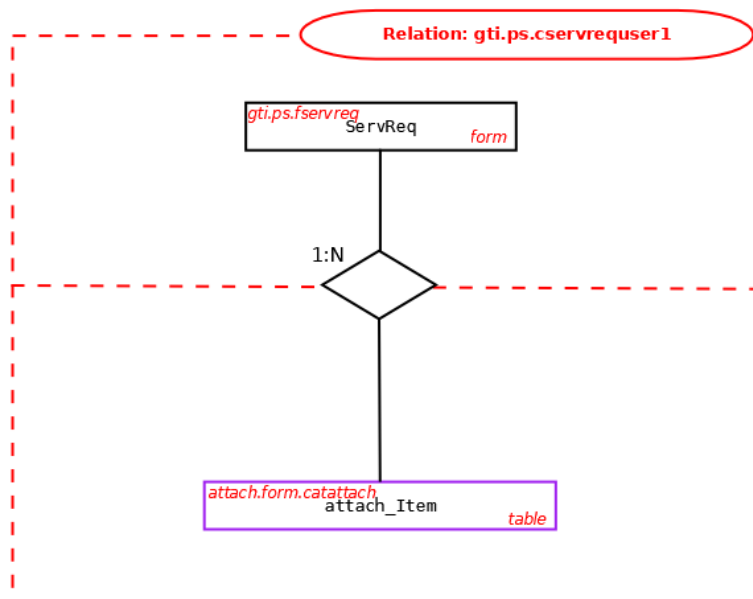 Relation: gti.ps.cservrequser1
gti.ps.fservreq
ServReq
form
1:N
attach.form.catattach
attach_Item
table